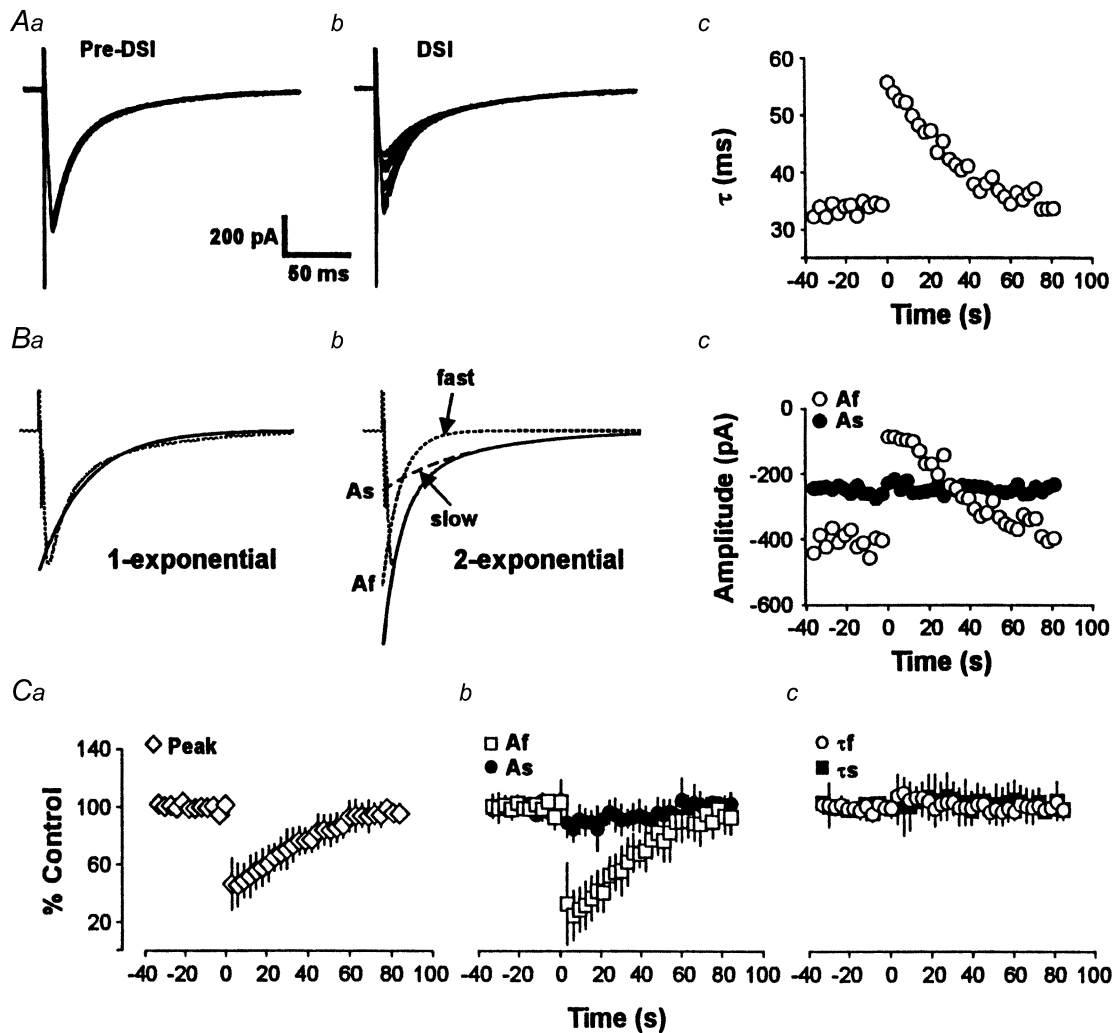 Aa
Pre-DSI
200 pA
50 ms
b
DSI
c
τ (ms)
60
50
40
30
-40 -20 0 20 40 60 80 100
Time (s)
Ba
1-exponential
b
fast
As
slow
Af
2-exponential
c
Af
As
Amplitude (pA)
0
-200
-400
-600
-40 -20 0 20 40 60 80 100
Time (s)
Ca
Peak
% Control
140
100
60
20
-40 -20 0 20 40 60 80 100
b
Af
As
-40 -20 0 20 40 60 80 100
Time (s)
c
τf
τs
-40 -20 0 20 40 60 80 100